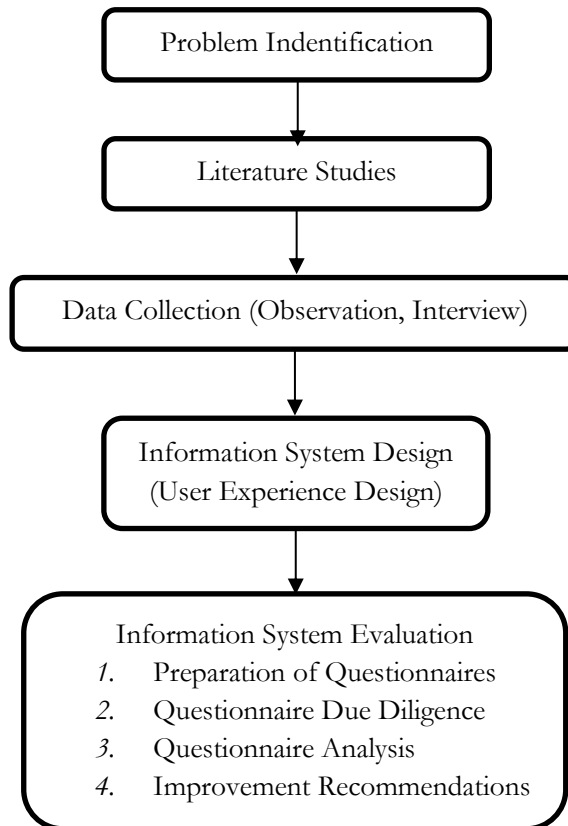 Problem Indentification
Literature Studies
Data Collection (Observation, Interview)
Information System Design
(User Experience Design)
Information System Evaluation
1. Preparation of Questionnaires
2. Questionnaire Due Diligence
3. Questionnaire Analysis
4. Improvement Recommendations